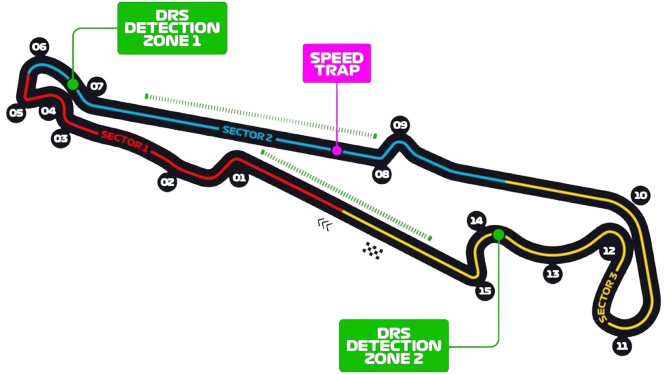 DRS
DETECTION
ZONE 1
06
SPEED
TRAP
07
05
04
03
SECTOR 1
SECTOR 2
09
08
02
01
10
14
12
13
15
SECTOR 3
11
DRS
DETECTION
ZONE 2